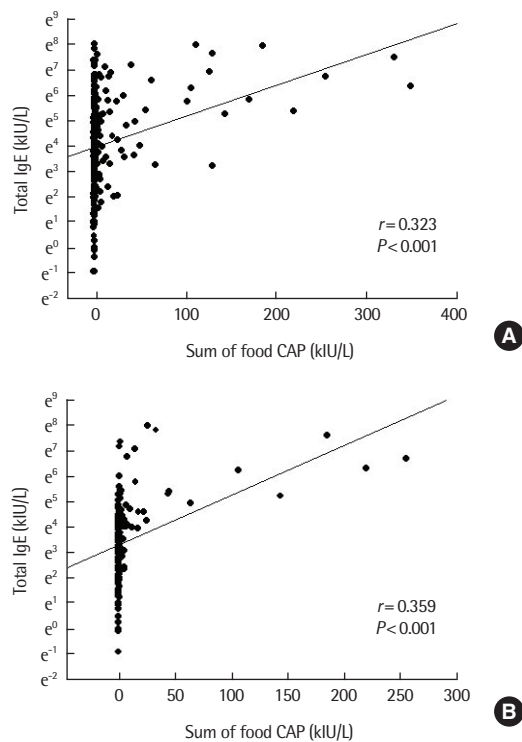 e⁹
e⁸
e⁷
e⁶
e⁵
e⁴
e³
e²
e¹
e⁰
e⁻¹
e⁻²
Total IgE (kIU/L)
r=0.323
P<0.001
0 100 200 300 400
Sum of food CAP (kIU/L)
A
e⁹
e⁸
e⁷
e⁶
e⁵
e⁴
e³
e²
e¹
e⁰
e⁻¹
e⁻²
Total IgE (kIU/L)
r=0.359
P<0.001
0 50 100 150 200 250 300
Sum of food CAP (kIU/L)
B